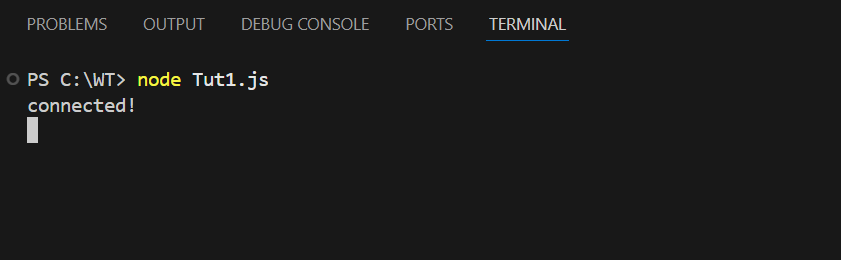 PROBLEMS OUTPUT DEBUG CONSOLE PORTS TERMINAL
PS C:\WT> node Tut1.js
connected!